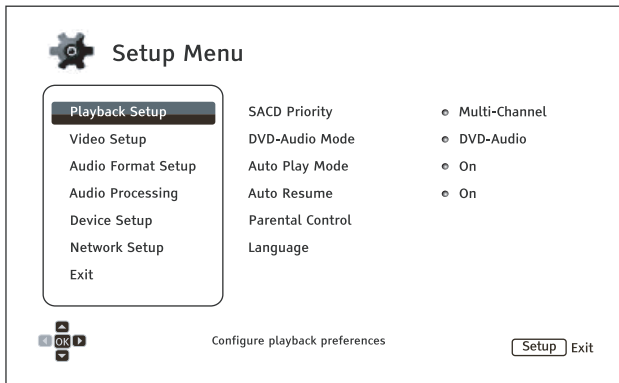 Setup Menu
Playback Setup SACD Priority Multi-Channel
Video Setup DVD-Audio Mode DVD-Audio
Audio Format Setup Auto Play Mode On
Audio Processing Auto Resume On
Device Setup Parental Control
Network Setup Language
Exit
OK Configure playback preferences Setup Exit